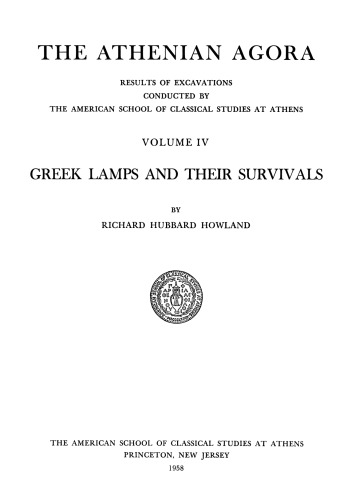 THE ATHENIAN AGORA
RESULTS OF EXCAVATIONS
CONDUCTED BY
THE AMERICAN SCHOOL OF CLASSICAL STUDIES AT ATHENS
VOLUME IV
GREEK LAMPS AND THEIR SURVIVALS
BY
RICHARD HUBBARD HOWLAND
THE AMERICAN SCHOOL OF CLASSICAL STUDIES AT ATHENS
PRINCETON, NEW JERSEY
1958